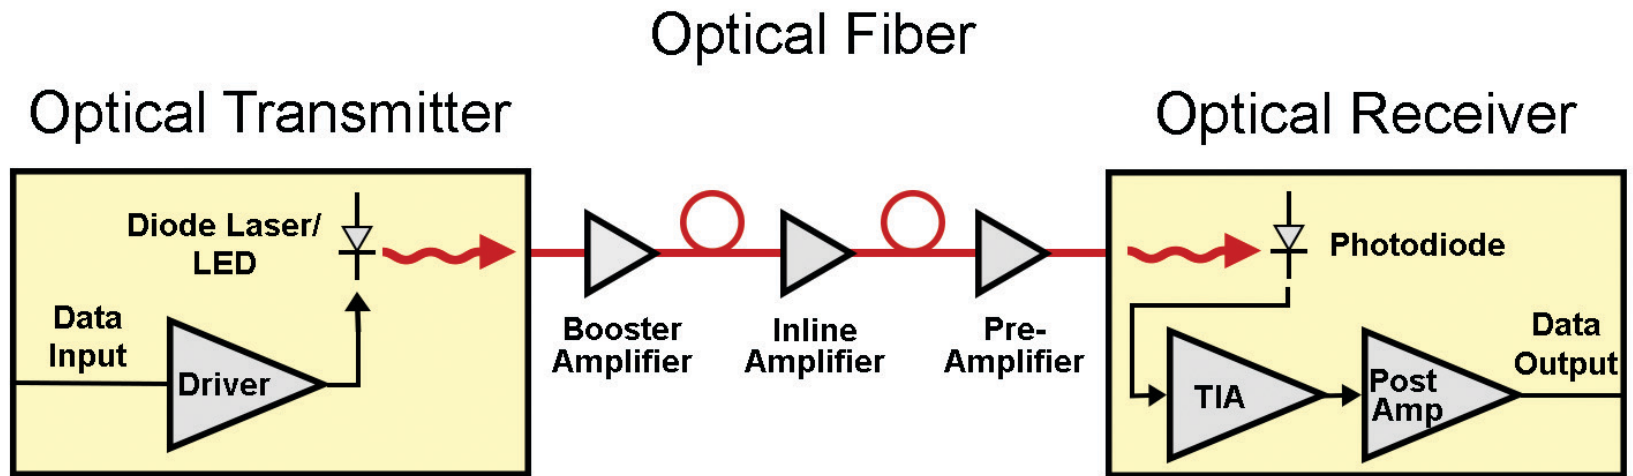 Optical Fiber
Optical Transmitter
Optical Receiver
Diode Laser/
LED
Data
Input
Driver
Booster
Amplifier
Inline
Amplifier
Pre-
Amplifier
Photodiode
TIA
Post
Amp
Data
Output